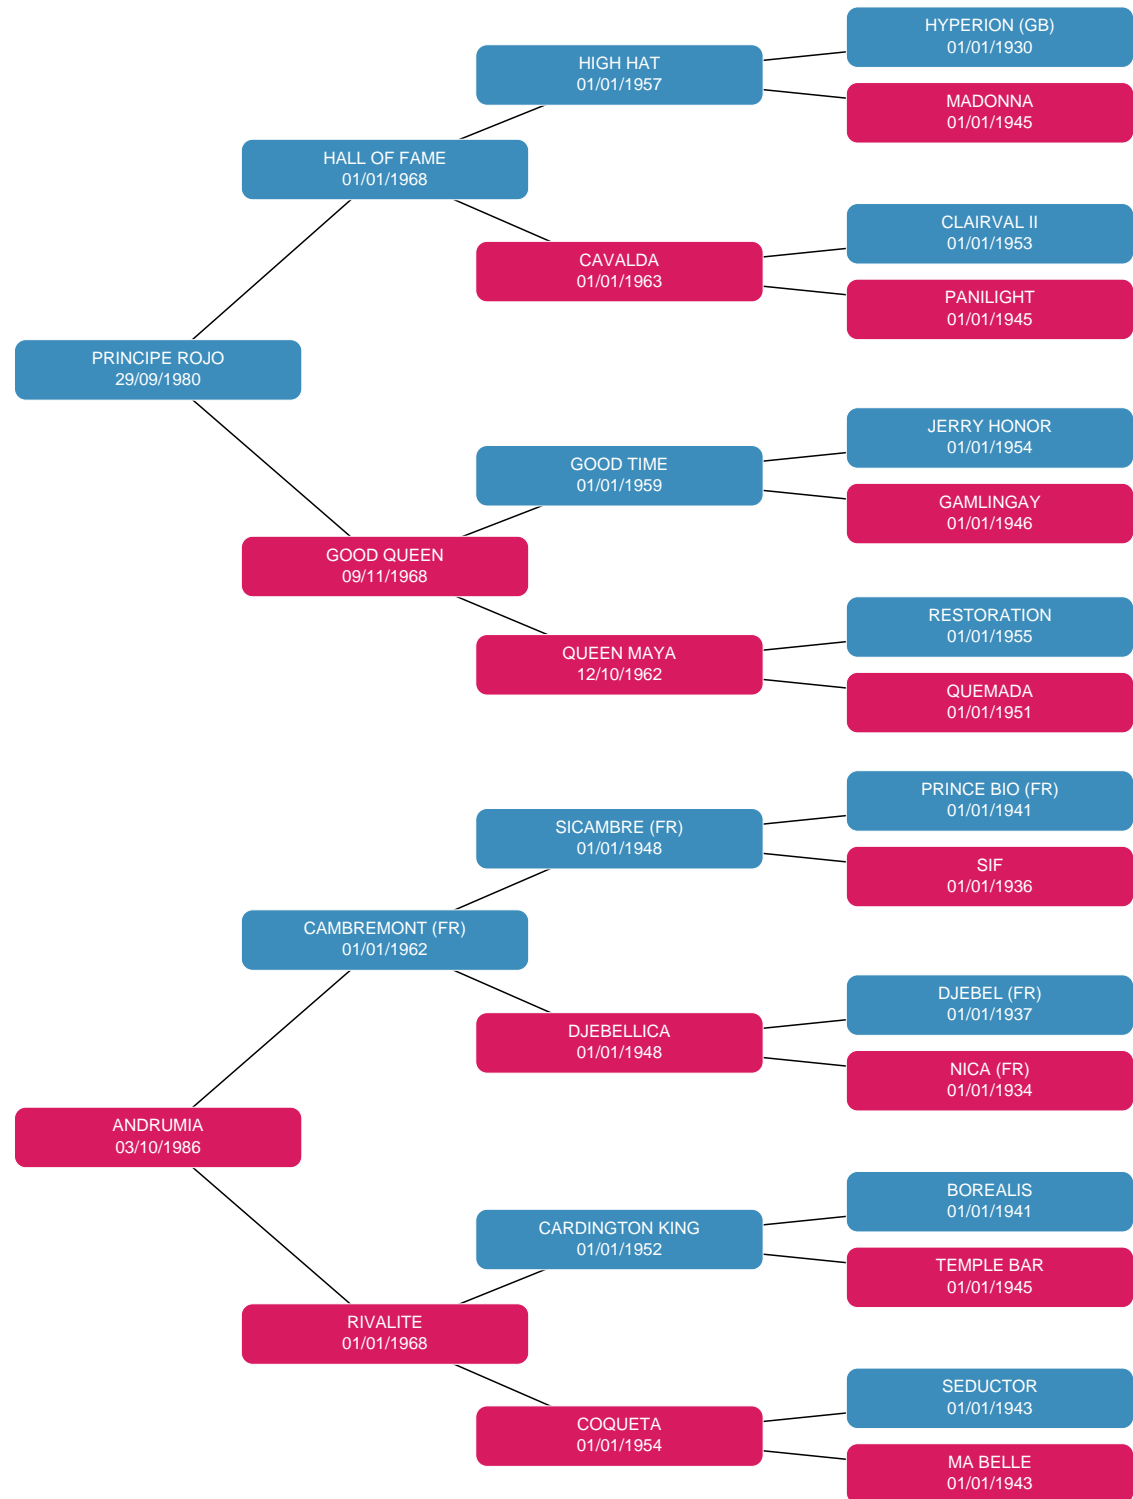 HYPERION (GB)
01/01/1930
HIGH HAT
01/01/1957
MADONNA
01/01/1945
HALL OF FAME
01/01/1968
CLAIRVAL II
01/01/1953
CAVALDA
01/01/1963
PANILIGHT
01/01/1945
PRINCIPE ROJO
29/09/1980
JERRY HONOR
01/01/1954
GOOD TIME
01/01/1959
GAMLINGAY
01/01/1946
GOOD QUEEN
09/11/1968
RESTORATION
01/01/1955
QUEEN MAYA
12/10/1962
QUEMADA
01/01/1951
PRINCE BIO (FR)
01/01/1941
SICAMBRE (FR)
01/01/1948
SIF
01/01/1936
CAMBREMONT (FR)
01/01/1962
DJEBEL (FR)
01/01/1937
DJEBELLICA
01/01/1948
NICA (FR)
01/01/1934
ANDRUMIA
03/10/1986
BOREALIS
01/01/1941
CARDINGTON KING
01/01/1952
TEMPLE BAR
01/01/1945
RIVALITE
01/01/1968
SEDUCTOR
01/01/1943
COQUETA
01/01/1954
MA BELLE
01/01/1943